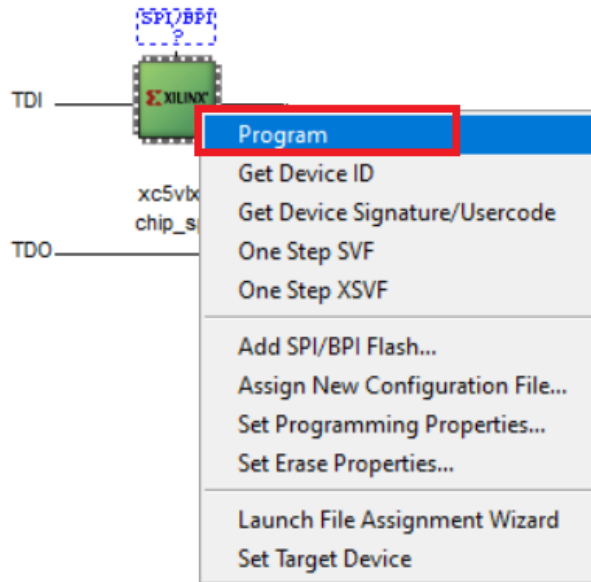 SPI/BPI
?
TDI
XILINX
Program
Get Device ID
xc5vlx
Get Device Signature/Usercode
chip_s
One Step SVF
TDO
One Step XSVF
Add SPI/BPI Flash...
Assign New Configuration File...
Set Programming Properties...
Set Erase Properties...
Launch File Assignment Wizard
Set Target Device